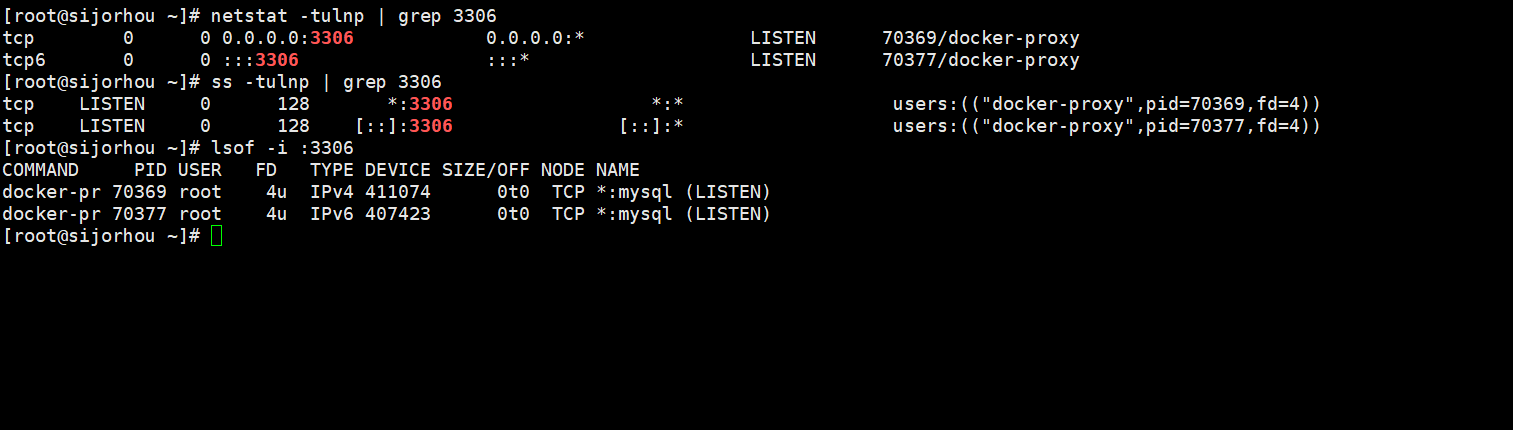 [root@sijorhou ~]# netstat -tulnp | grep 3306
tcp        0      0 0.0.0.0:3306            0.0.0.0:*               LISTEN      70369/docker-proxy
tcp6       0      0 :::3306                 :::*                    LISTEN      70377/docker-proxy
[root@sijorhou ~]# ss -tulnp | grep 3306
tcp    LISTEN     0      128       *:3306                  *:*                   users:(("docker-proxy",pid=70369,fd=4))
tcp    LISTEN     0      128    [::]:3306               [::]:*                   users:(("docker-proxy",pid=70377,fd=4))
[root@sijorhou ~]# lsof -i :3306
COMMAND     PID USER   FD   TYPE DEVICE SIZE/OFF NODE NAME
docker-pr 70369 root    4u  IPv4 411074      0t0  TCP *:mysql (LISTEN)
docker-pr 70377 root    4u  IPv6 407423      0t0  TCP *:mysql (LISTEN)
[root@sijorhou ~]#